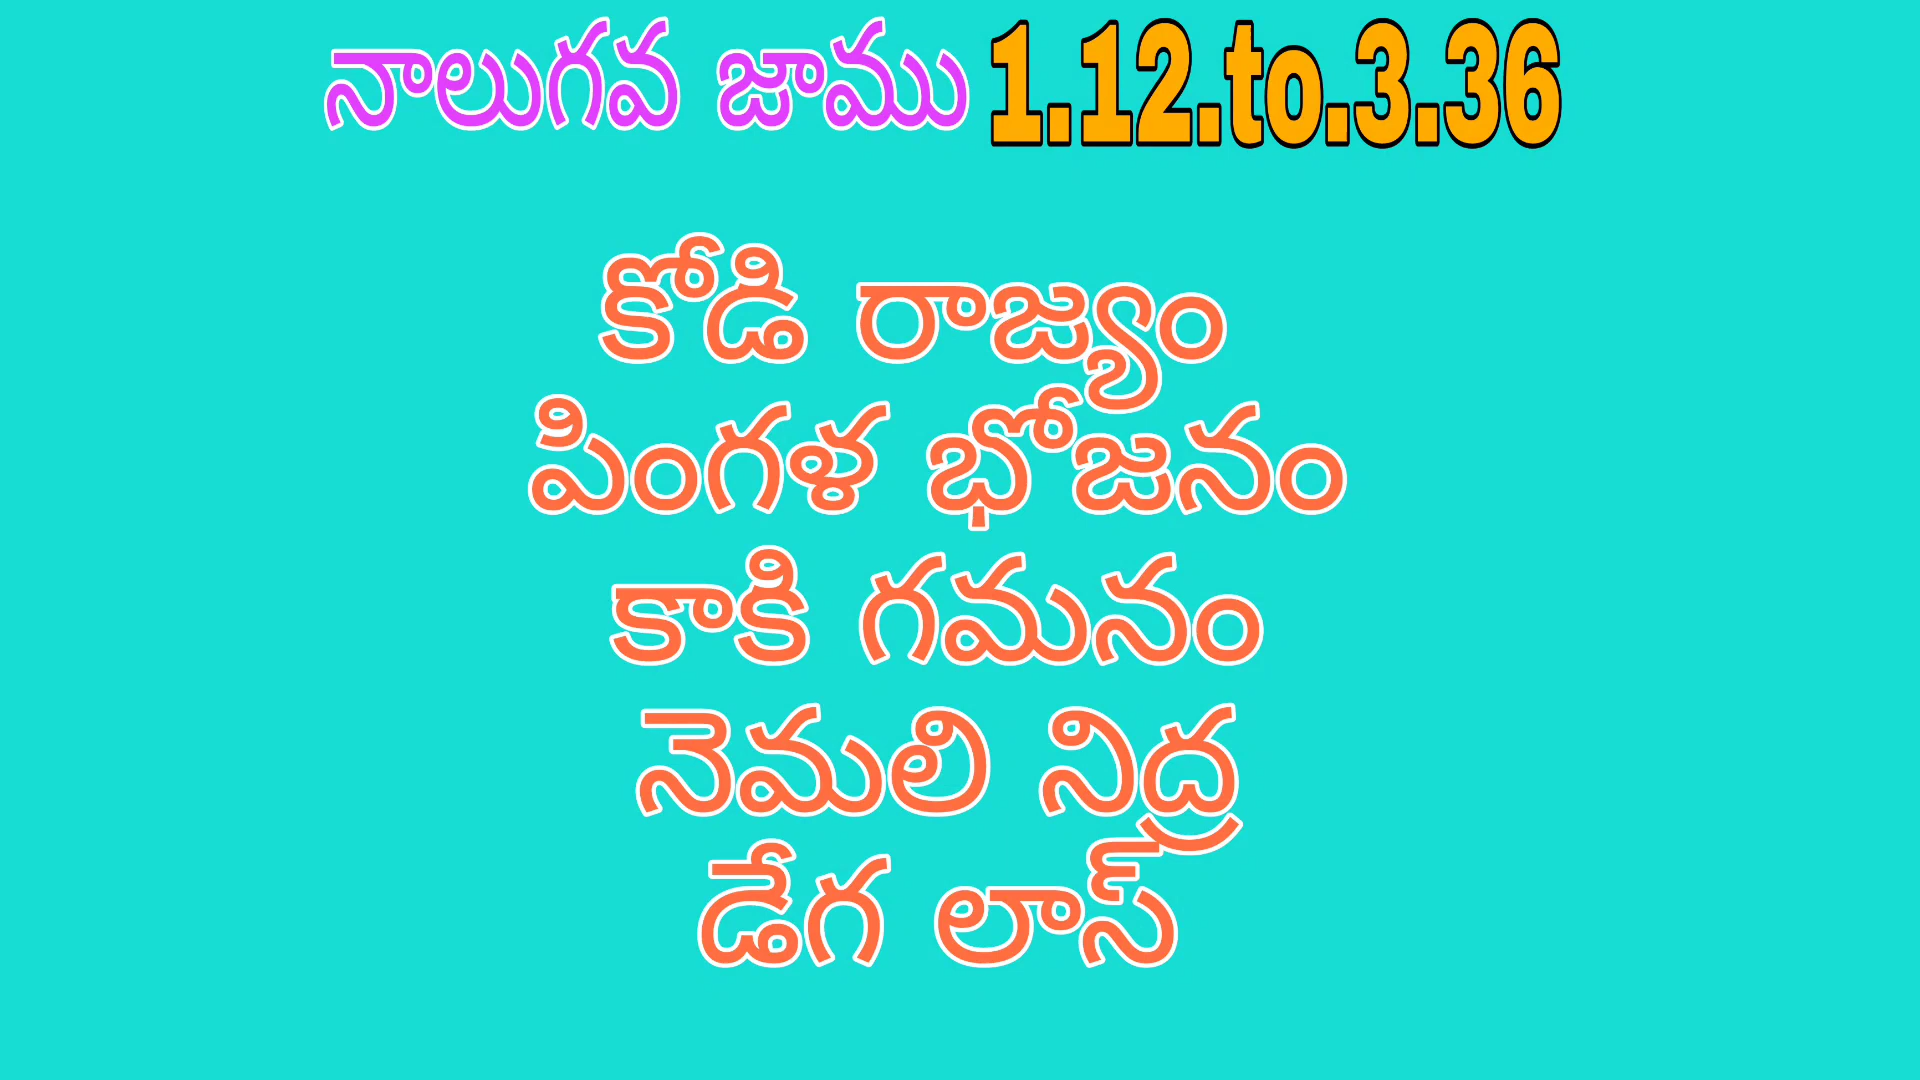 నాలుగవ జాము 1.12.to.3.36
కోడి రాజ్యం
పింగళ భోజనం
కాకి గమనం
నెమలి నిద్ర
డేగ లాస్